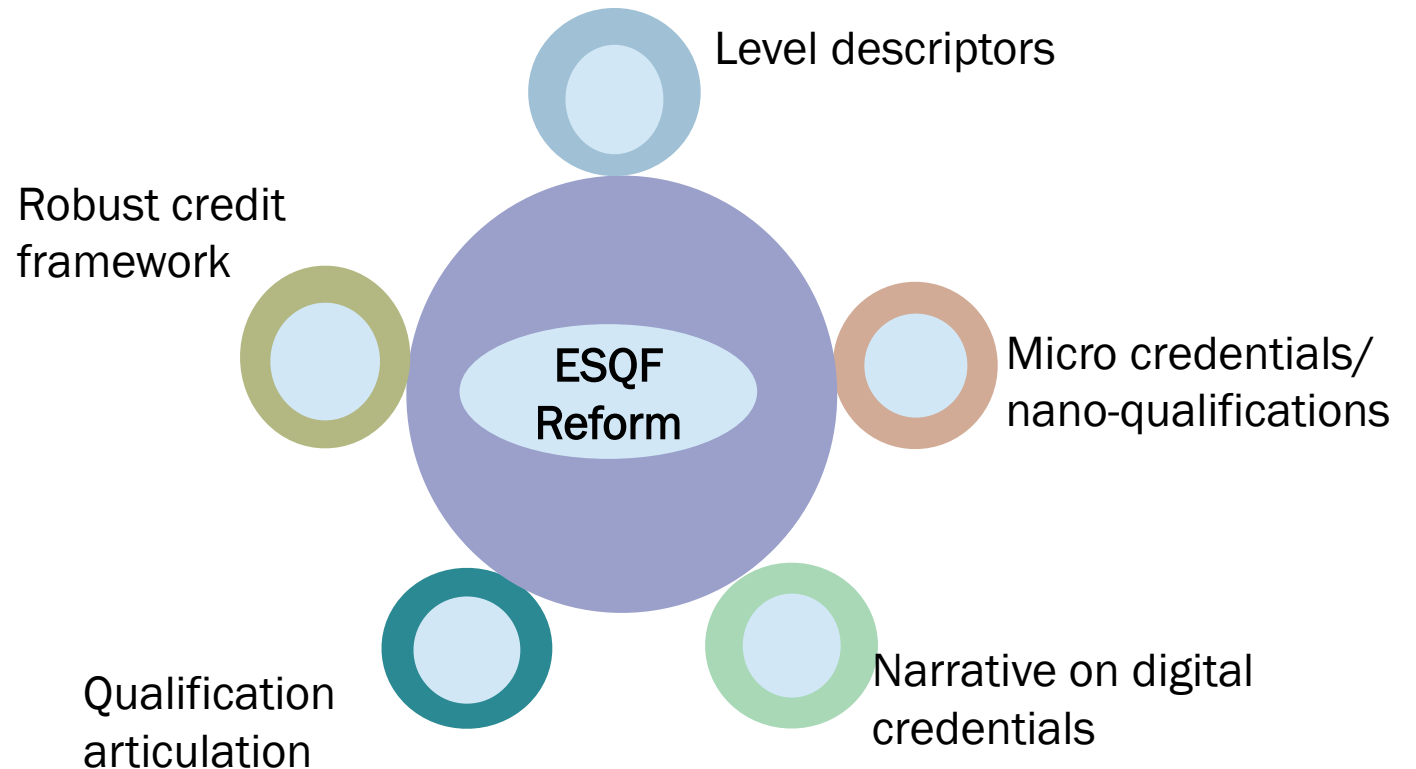 Level descriptors
Robust credit
framework
ESQF
Reform
Micro credentials/
nano-qualifications
Narrative on digital
credentials
Qualification
articulation